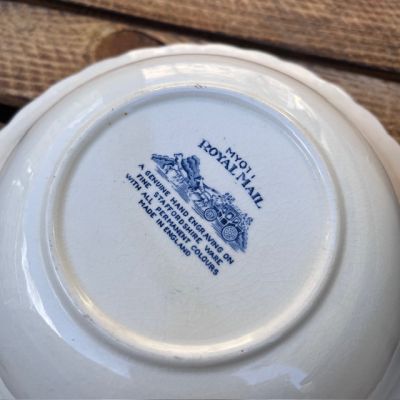 MYOTT
ROYAL MAIL
A GENUINE HAND ENGRAVING ON
FINE STAFFORDSHIRE WARE
WITH ALL PERMANENT COLOURS
MADE IN ENGLAND